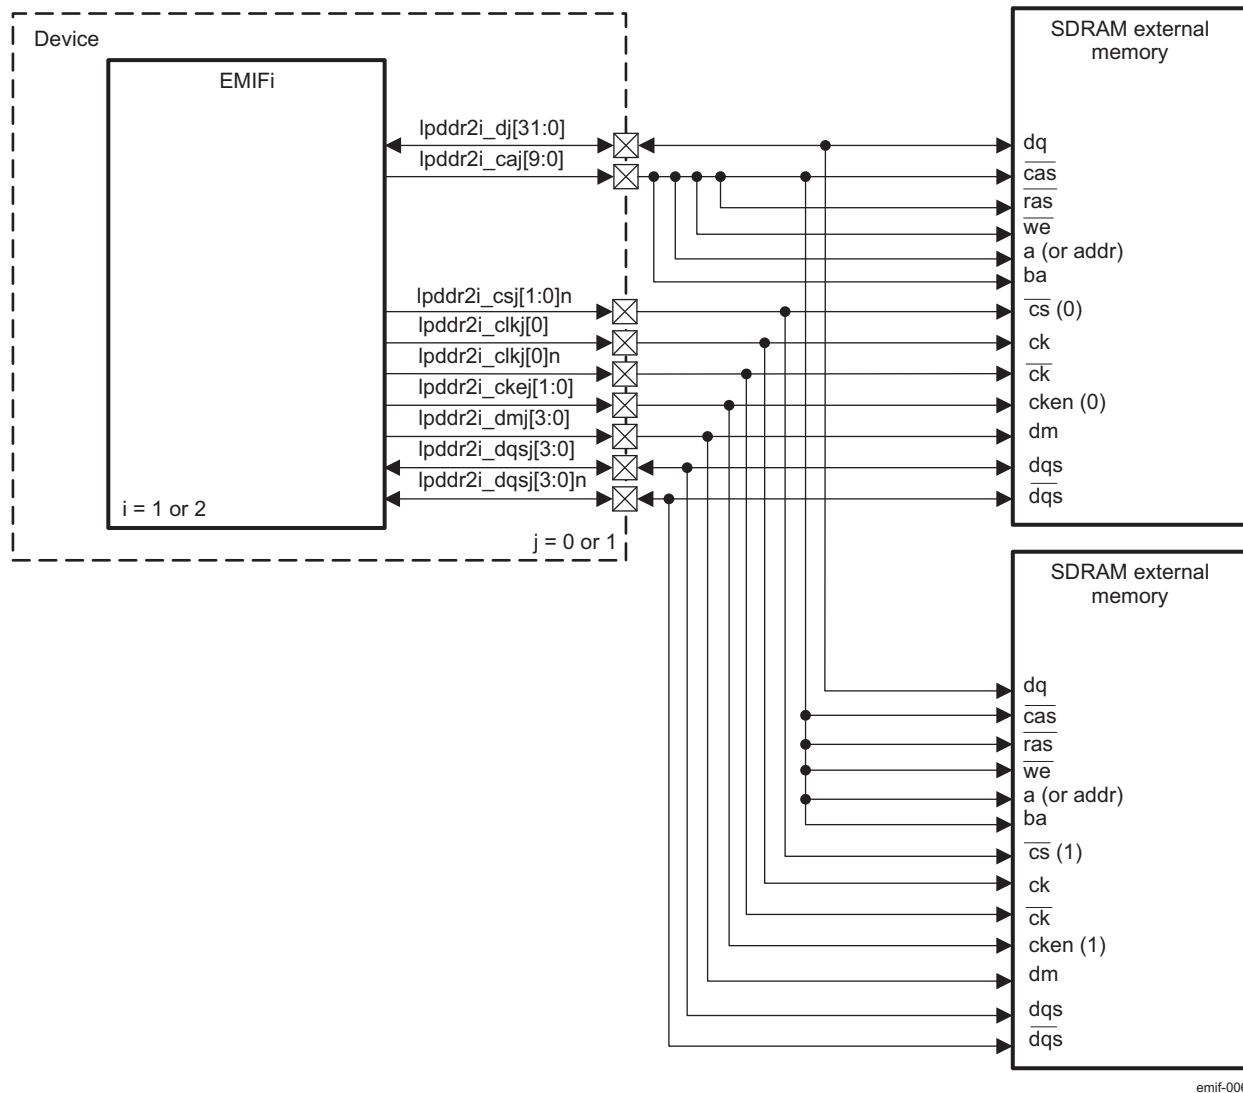 Device
EMIFi
lpddr2i_dj[31:0]
lpddr2i_caj[9:0]
lpddr2i_csj[1:0]n
lpddr2i_clkj[0]
lpddr2i_clkj[0]n
lpddr2i_ckej[1:0]
lpddr2i_dmj[3:0]
lpddr2i_dqsj[3:0]
lpddr2i_dqsj[3:0]n
i = 1 or 2
j = 0 or 1
SDRAM external
memory
dq
cas
ras
we
a (or addr)
ba
cs (0)
ck
ck
cken (0)
dm
dqs
dqs
SDRAM external
memory
dq
cas
ras
we
a (or addr)
ba
cs (1)
ck
ck
cken (1)
dm
dqs
dqs
emif-006